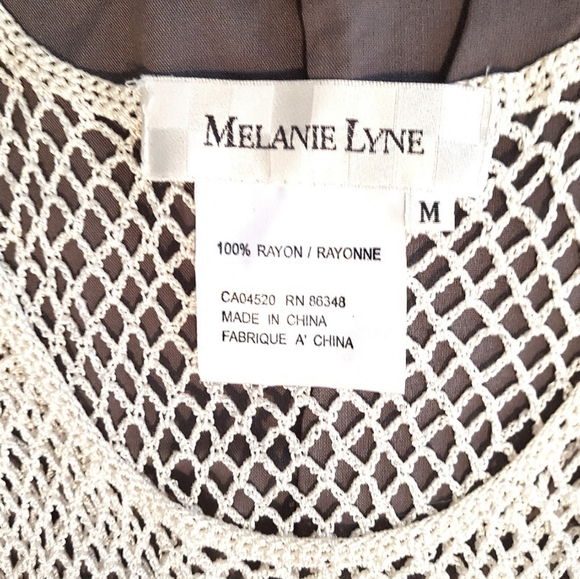 MELANIE LYNE
M
100% RAYON / RAYONNE
CA04520 RN 86348
MADE IN CHINA
FABRIQUE A' CHINA